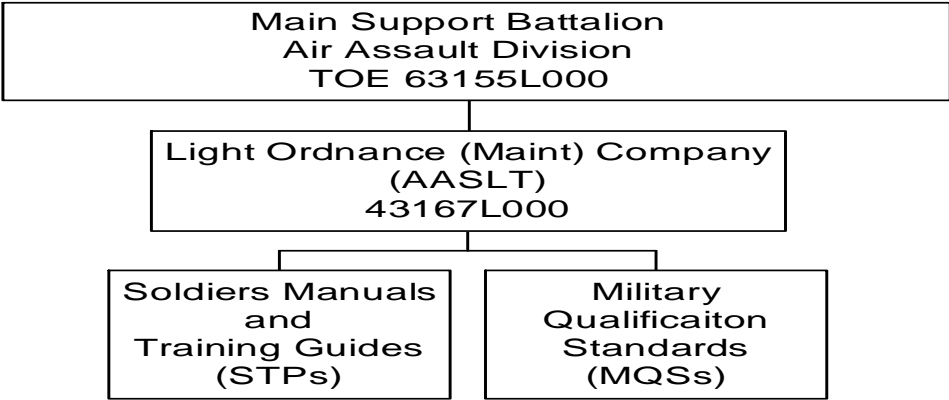 Main Support Battalion
Air Assault Division
TOE 63155L000
Light Ordnance (Maint) Company
(AASLT)
43167L000
Soldiers Manuals
and
Training Guides
(STPs)
Military
Qualificaiton
Standards
(MQSs)